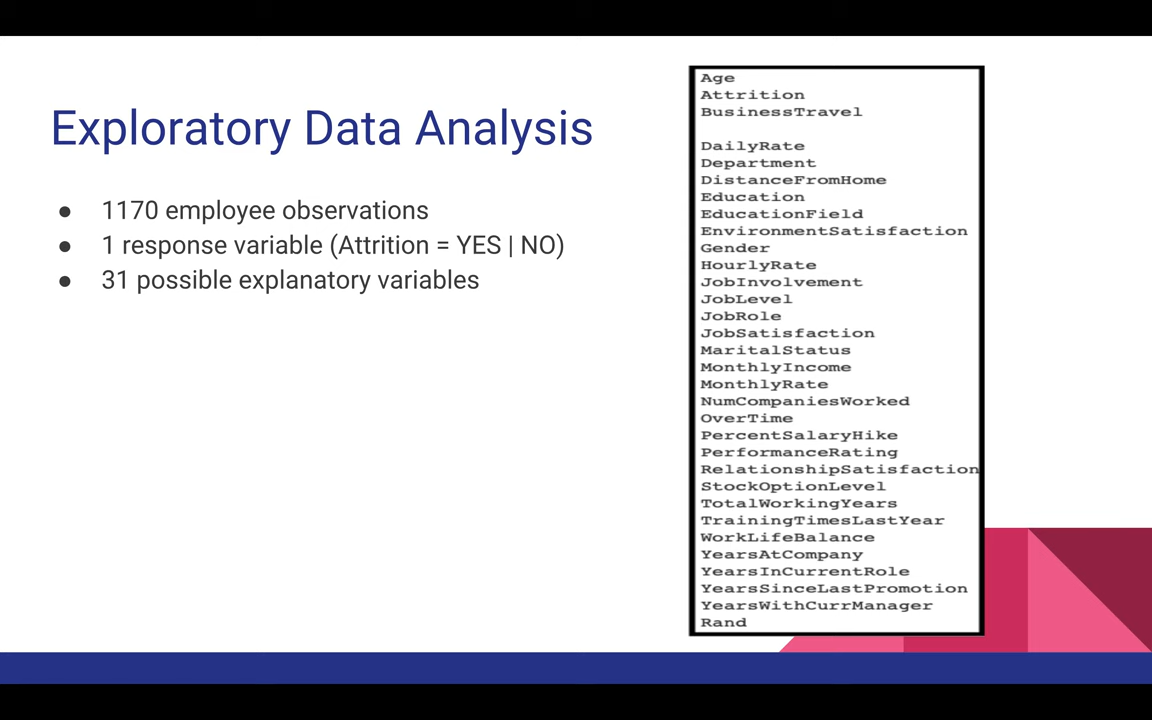 Exploratory Data Analysis
● 1170 employee observations
● 1 response variable (Attrition = YES | NO)
● 31 possible explanatory variables
Age
Attrition
BusinessTravel
DailyRate
Department
DistanceFromHome
Education
EducationField
EnvironmentSatisfaction
Gender
HourlyRate
JobInvolvement
JobLevel
JobRole
JobSatisfaction
MaritalStatus
MonthlyIncome
MonthlyRate
NumCompaniesWorked
OverTime
PercentSalaryHike
PerformanceRating
RelationshipSatisfaction
StockOptionLevel
TotalWorkingYears
TrainingTimesLastYear
WorkLifeBalance
YearsAtCompany
YearsInCurrentRole
YearsSinceLastPromotion
YearsWithCurrManager
Rand